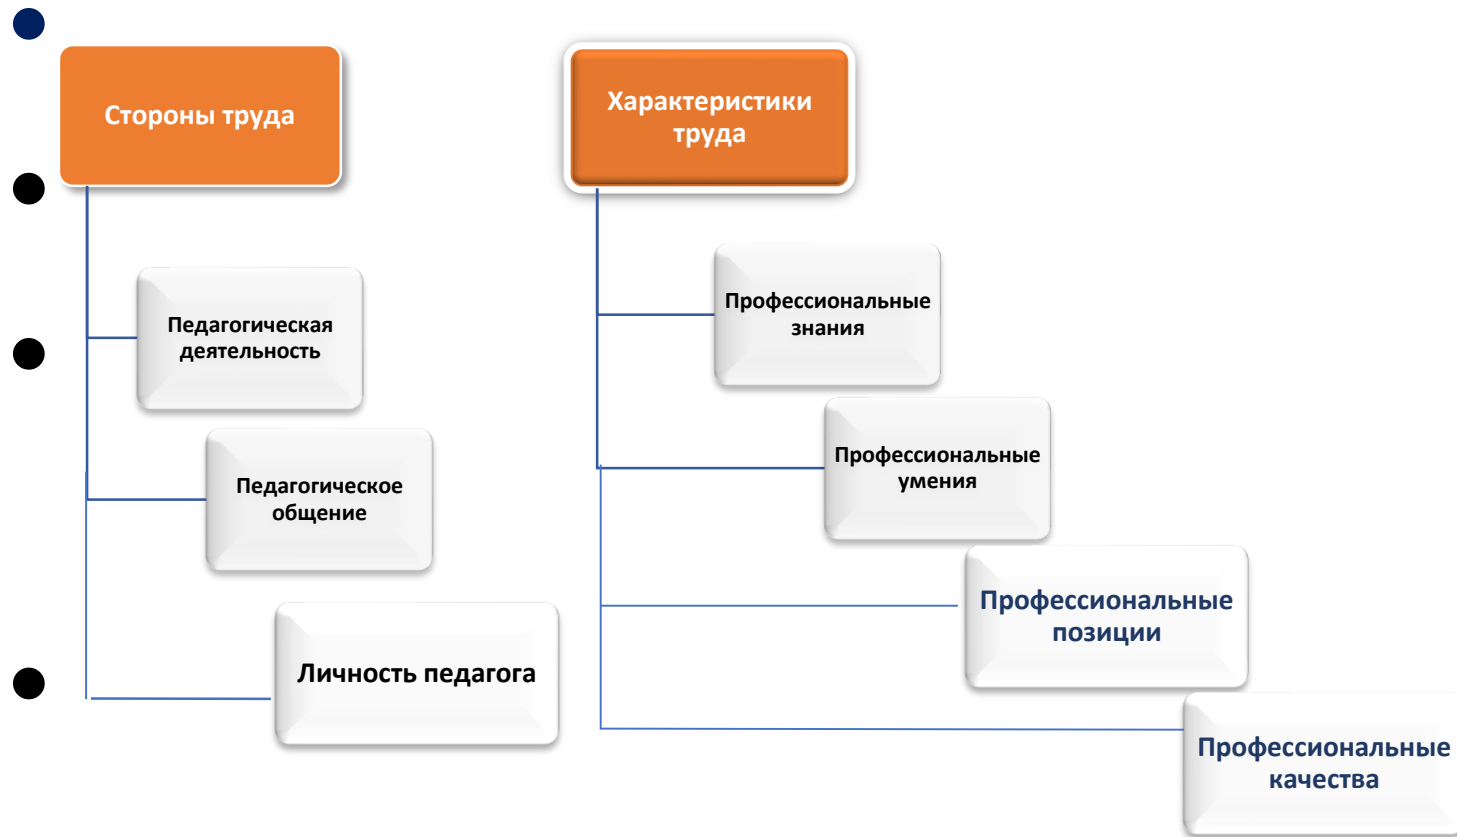 Стороны труда
Педагогическая
деятельность
Педагогическое
общение
Личность педагога
Характеристики
труда
Профессиональные
знания
Профессиональные
умения
Профессиональные
позиции
Профессиональные
качества